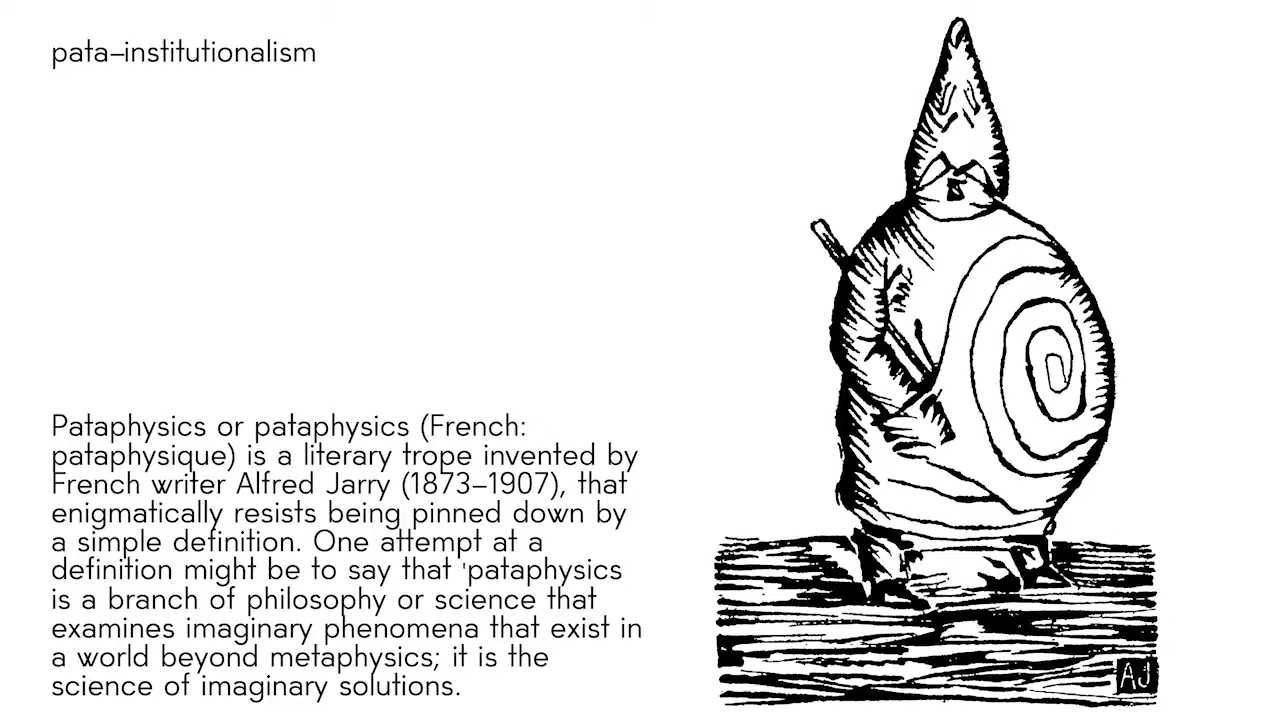 pata–institutionalism
Pataphysics or pataphysics (French:
pataphysique) is a literary trope invented by
French writer Alfred Jarry (1873–1907), that
enigmatically resists being pinned down by
a simple definition. One attempt at a
definition might be to say that 'pataphysics
is a branch of philosophy or science that
examines imaginary phenomena that exist in
a world beyond metaphysics; it is the
science of imaginary solutions.
AJ